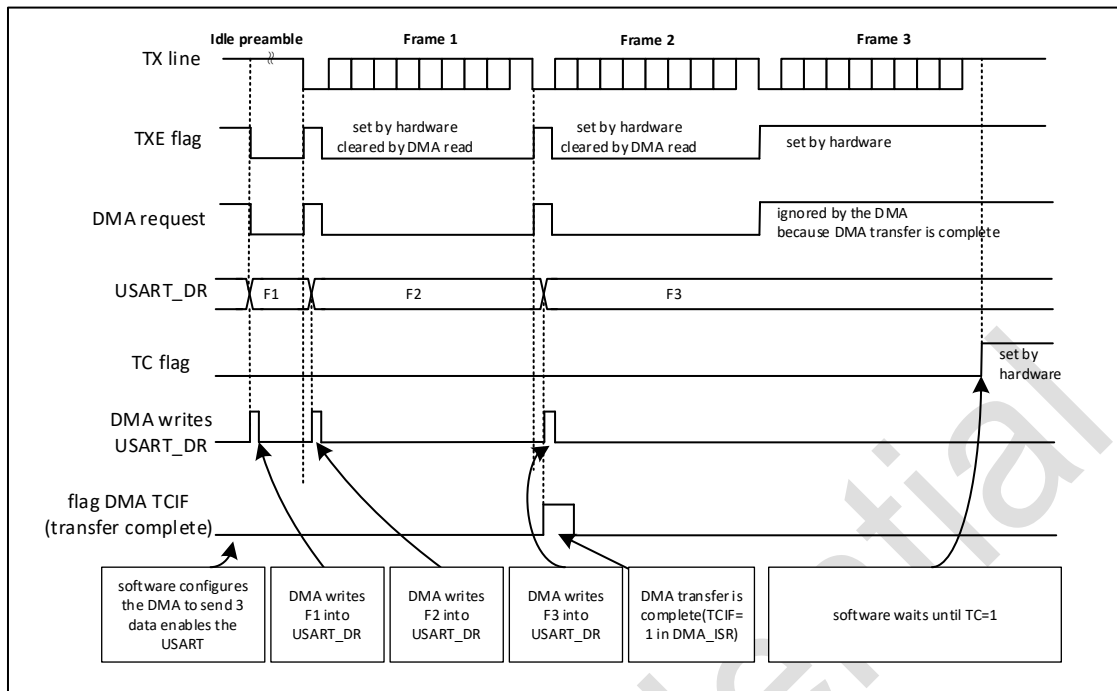 Idle preamble
Frame 1
Frame 2
Frame 3
TX line
TXE flag
set by hardware
cleared by DMA read
set by hardware
cleared by DMA read
set by hardware
DMA request
ignored by the DMA
because DMA transfer is complete
USART_DR
F1
F2
F3
TC flag
set by
hardware
DMA writes
USART_DR
flag DMA TCIF
(transfer complete)
software configures
the DMA to send 3
data enables the
USART
DMA writes
F1 into
USART_DR
DMA writes
F2 into
USART_DR
DMA writes
F3 into
USART_DR
DMA transfer is
complete(TCIF=
1 in DMA_ISR)
software waits until TC=1
ential